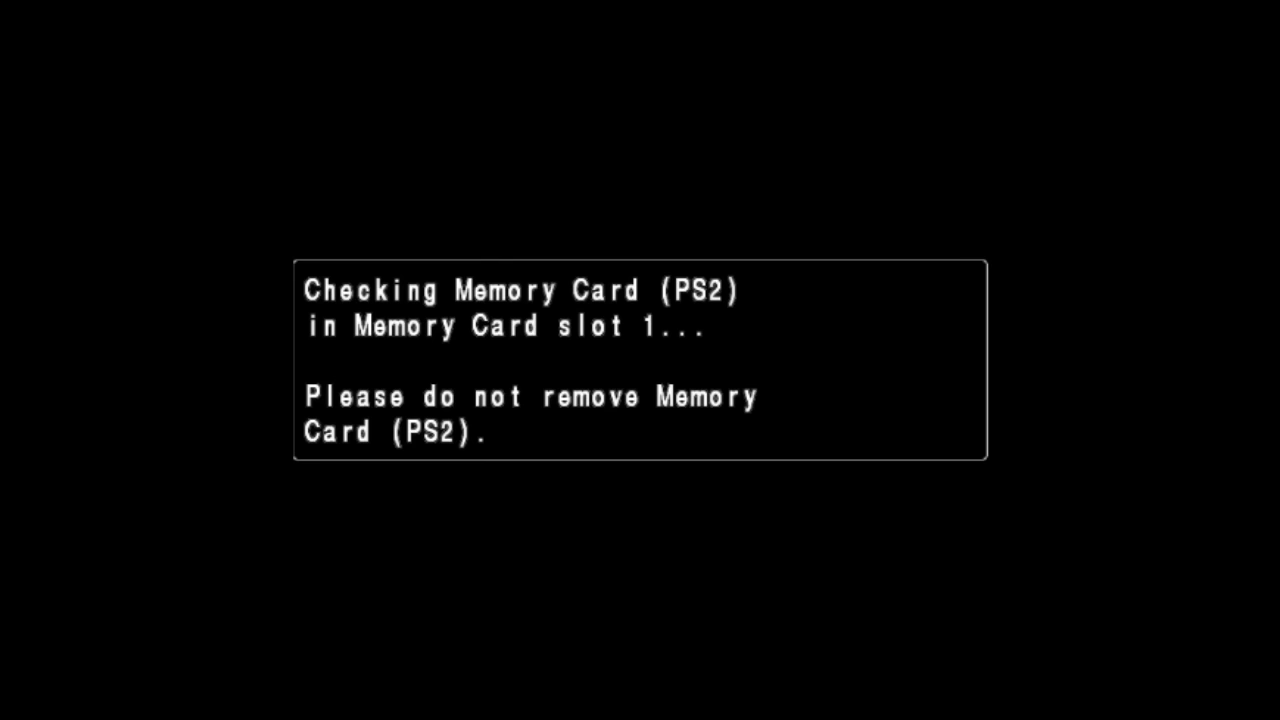 Checking Memory Card (PS2)
in Memory Card slot 1...
Please do not remove Memory
Card (PS2).